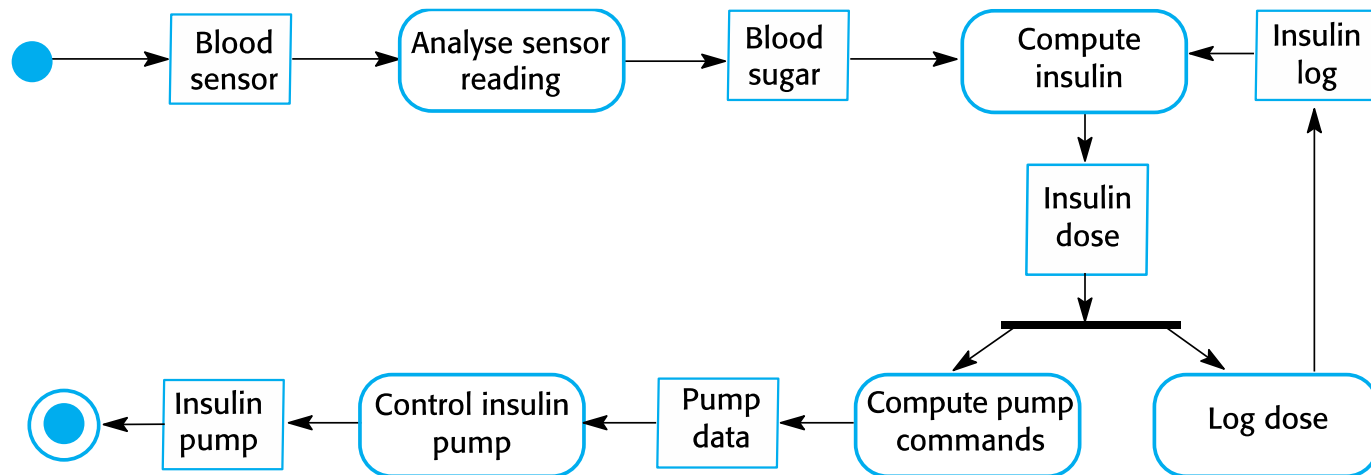 Blood
sensor
Analyse sensor
reading
Blood
sugar
Compute
insulin
Insulin
log
Insulin
dose
Insulin
pump
Control insulin
pump
Pump
data
Compute pump
commands
Log dose